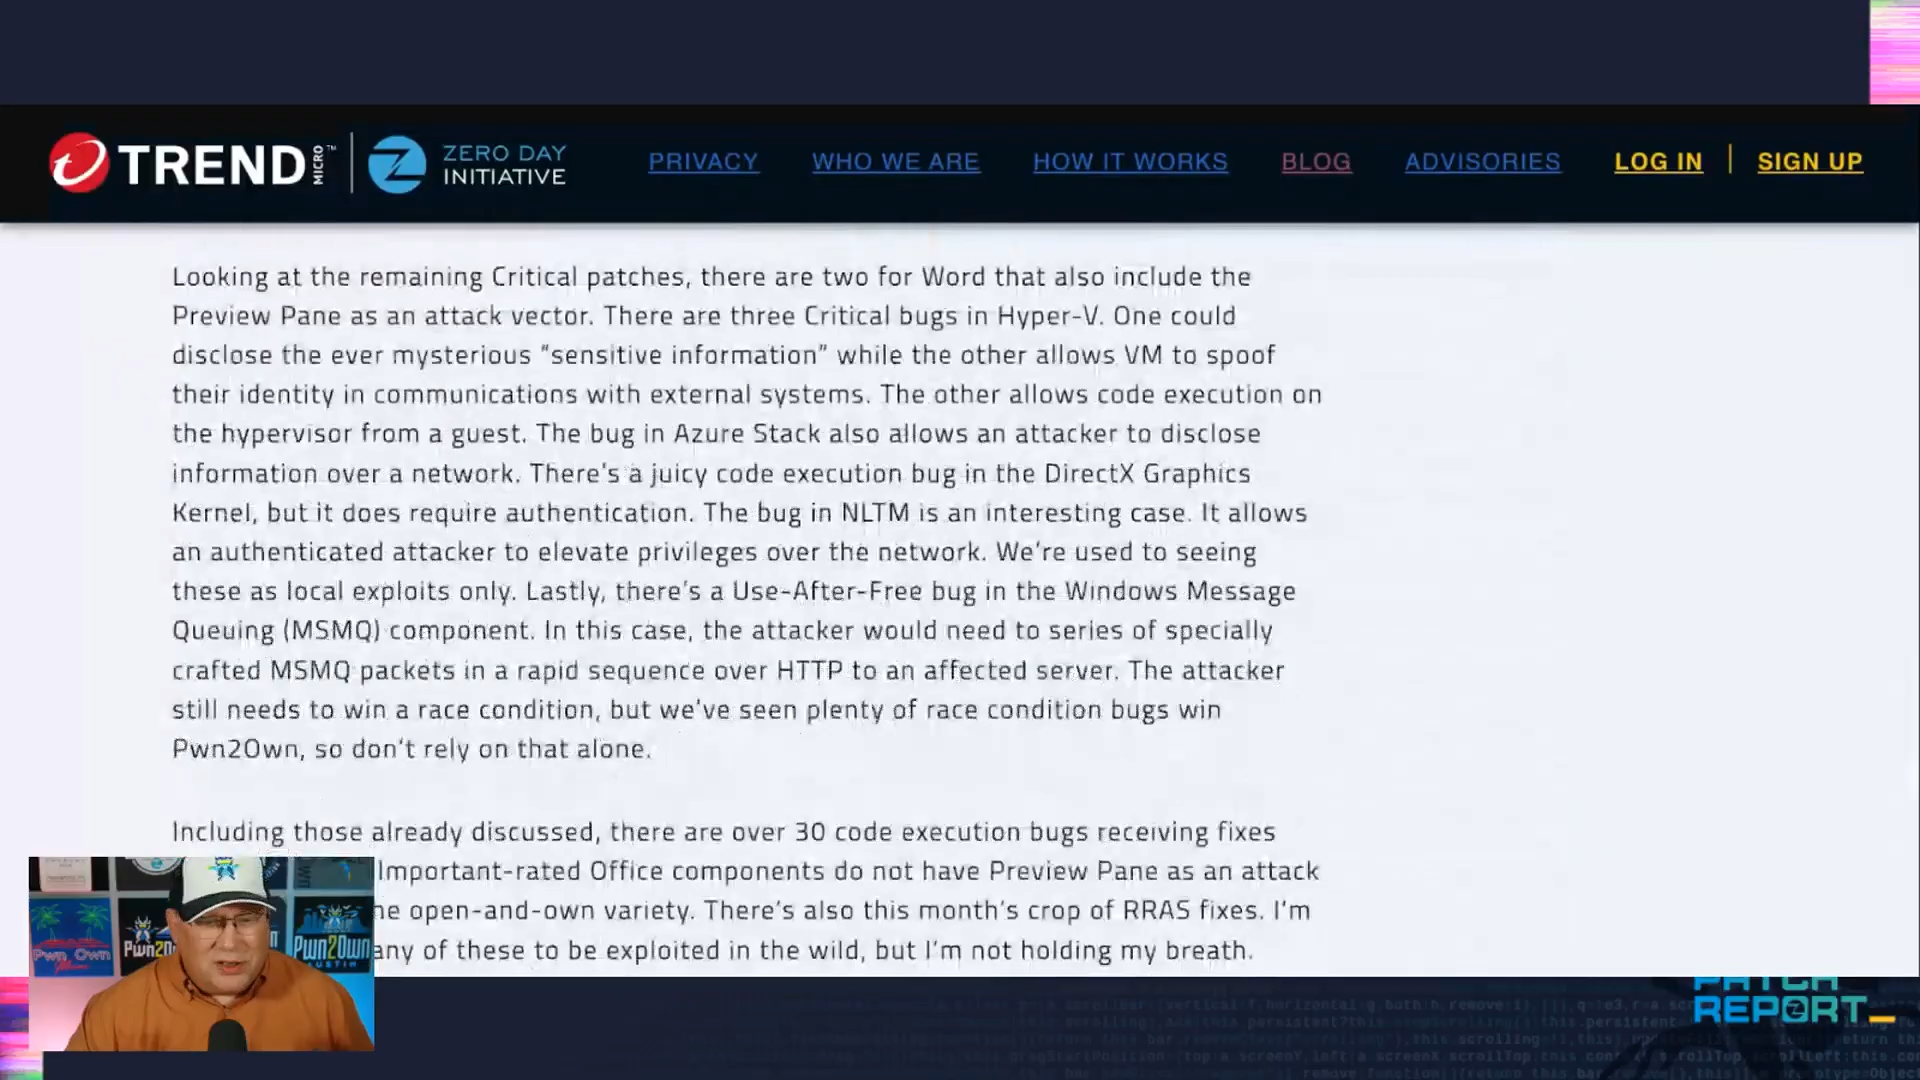 TREND MICRO™ ZERO DAY INITIATIVE PRIVACY WHO WE ARE HOW IT WORKS BLOG ADVISORIES LOG IN | SIGN UP
Looking at the remaining Critical patches, there are two for Word that also include the
Preview Pane as an attack vector. There are three Critical bugs in Hyper-V. One could
disclose the ever mysterious “sensitive information” while the other allows VM to spoof
their identity in communications with external systems. The other allows code execution on
the hypervisor from a guest. The bug in Azure Stack also allows an attacker to disclose
information over a network. There’s a juicy code execution bug in the DirectX Graphics
Kernel, but it does require authentication. The bug in NLTM is an interesting case. It allows
an authenticated attacker to elevate privileges over the network. We’re used to seeing
these as local exploits only. Lastly, there’s a Use-After-Free bug in the Windows Message
Queuing (MSMQ) component. In this case, the attacker would need to series of specially
crafted MSMQ packets in a rapid sequence over HTTP to an affected server. The attacker
still needs to win a race condition, but we’ve seen plenty of race condition bugs win
Pwn2Own, so don’t rely on that alone.
Including those already discussed, there are over 30 code execution bugs receiving fixes
Important-rated Office components do not have Preview Pane as an attack
he open-and-own variety. There’s also this month’s crop of RRAS fixes. I’m
any of these to be exploited in the wild, but I’m not holding my breath.
Pwn Own
Pwn2O
Pwn2Own
AUSTIN
PATCH
REPORT_